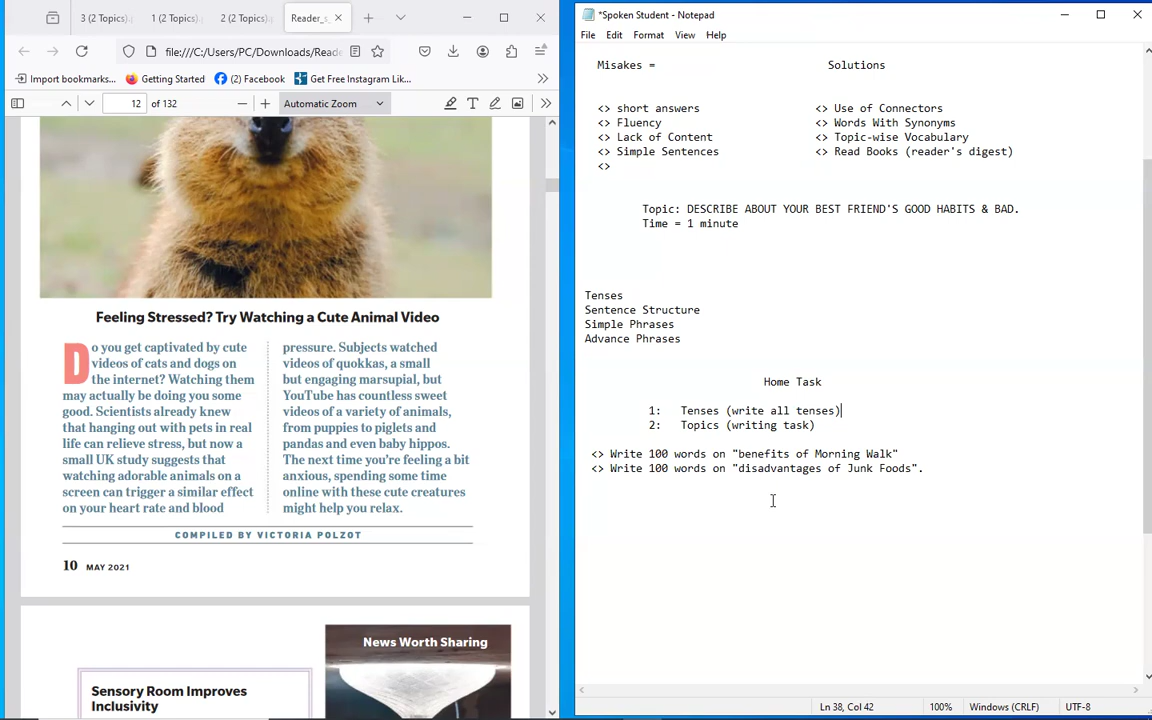 3 (2 Topics).
1 (2 Topics).
2 (2 Topics).
Reader_s_
file:///C:/Users/PC/Downloads/Reade
Import bookmarks...
Getting Started
(2) Facebook
Get Free Instagram Lik...
12 of 132
Automatic Zoom
Feeling Stressed? Try Watching a Cute Animal Video
Do you get captivated by cute
videos of cats and dogs on
the internet? Watching them
may actually be doing you some
good. Scientists already knew
that hanging out with pets in real
life can relieve stress, but now a
small UK study suggests that
watching adorable animals on a
screen can trigger a similar effect
on your heart rate and blood
pressure. Subjects watched
videos of quokkas, a small
but engaging marsupial, but
YouTube has countless sweet
videos of a variety of animals,
from puppies to piglets and
pandas and even baby hippos.
The next time you're feeling a bit
anxious, spending some time
online with these cute creatures
might help you relax.
COMPILED BY VICTORIA POLZOT
10 MAY 2021
News Worth Sharing
Sensory Room Improves
Inclusivity
*Spoken Student - Notepad
File Edit Format View Help
Misakes = Solutions
<> short answers <> Use of Connectors
<> Fluency <> Words With Synonyms
<> Lack of Content <> Topic-wise Vocabulary
<> Simple Sentences <> Read Books (reader's digest)
<>
Topic: DESCRIBE ABOUT YOUR BEST FRIEND'S GOOD HABITS & BAD.
Time = 1 minute
Tenses
Sentence Structure
Simple Phrases
Advance Phrases
Home Task
1: Tenses (write all tenses)
2: Topics (writing task)
<> Write 100 words on "benefits of Morning Walk"
<> Write 100 words on "disadvantages of Junk Foods".
Ln 38, Col 42
100%
Windows (CRLF)
UTF-8